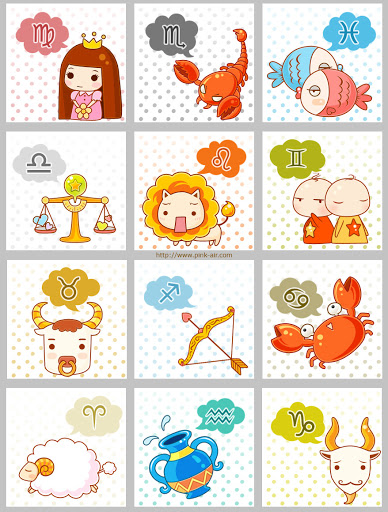 ♍ ♏ ♓
♎ ♌ ♊
http://www.pink-air.com
♉ ♐ ♋
♈ ♒ ♑